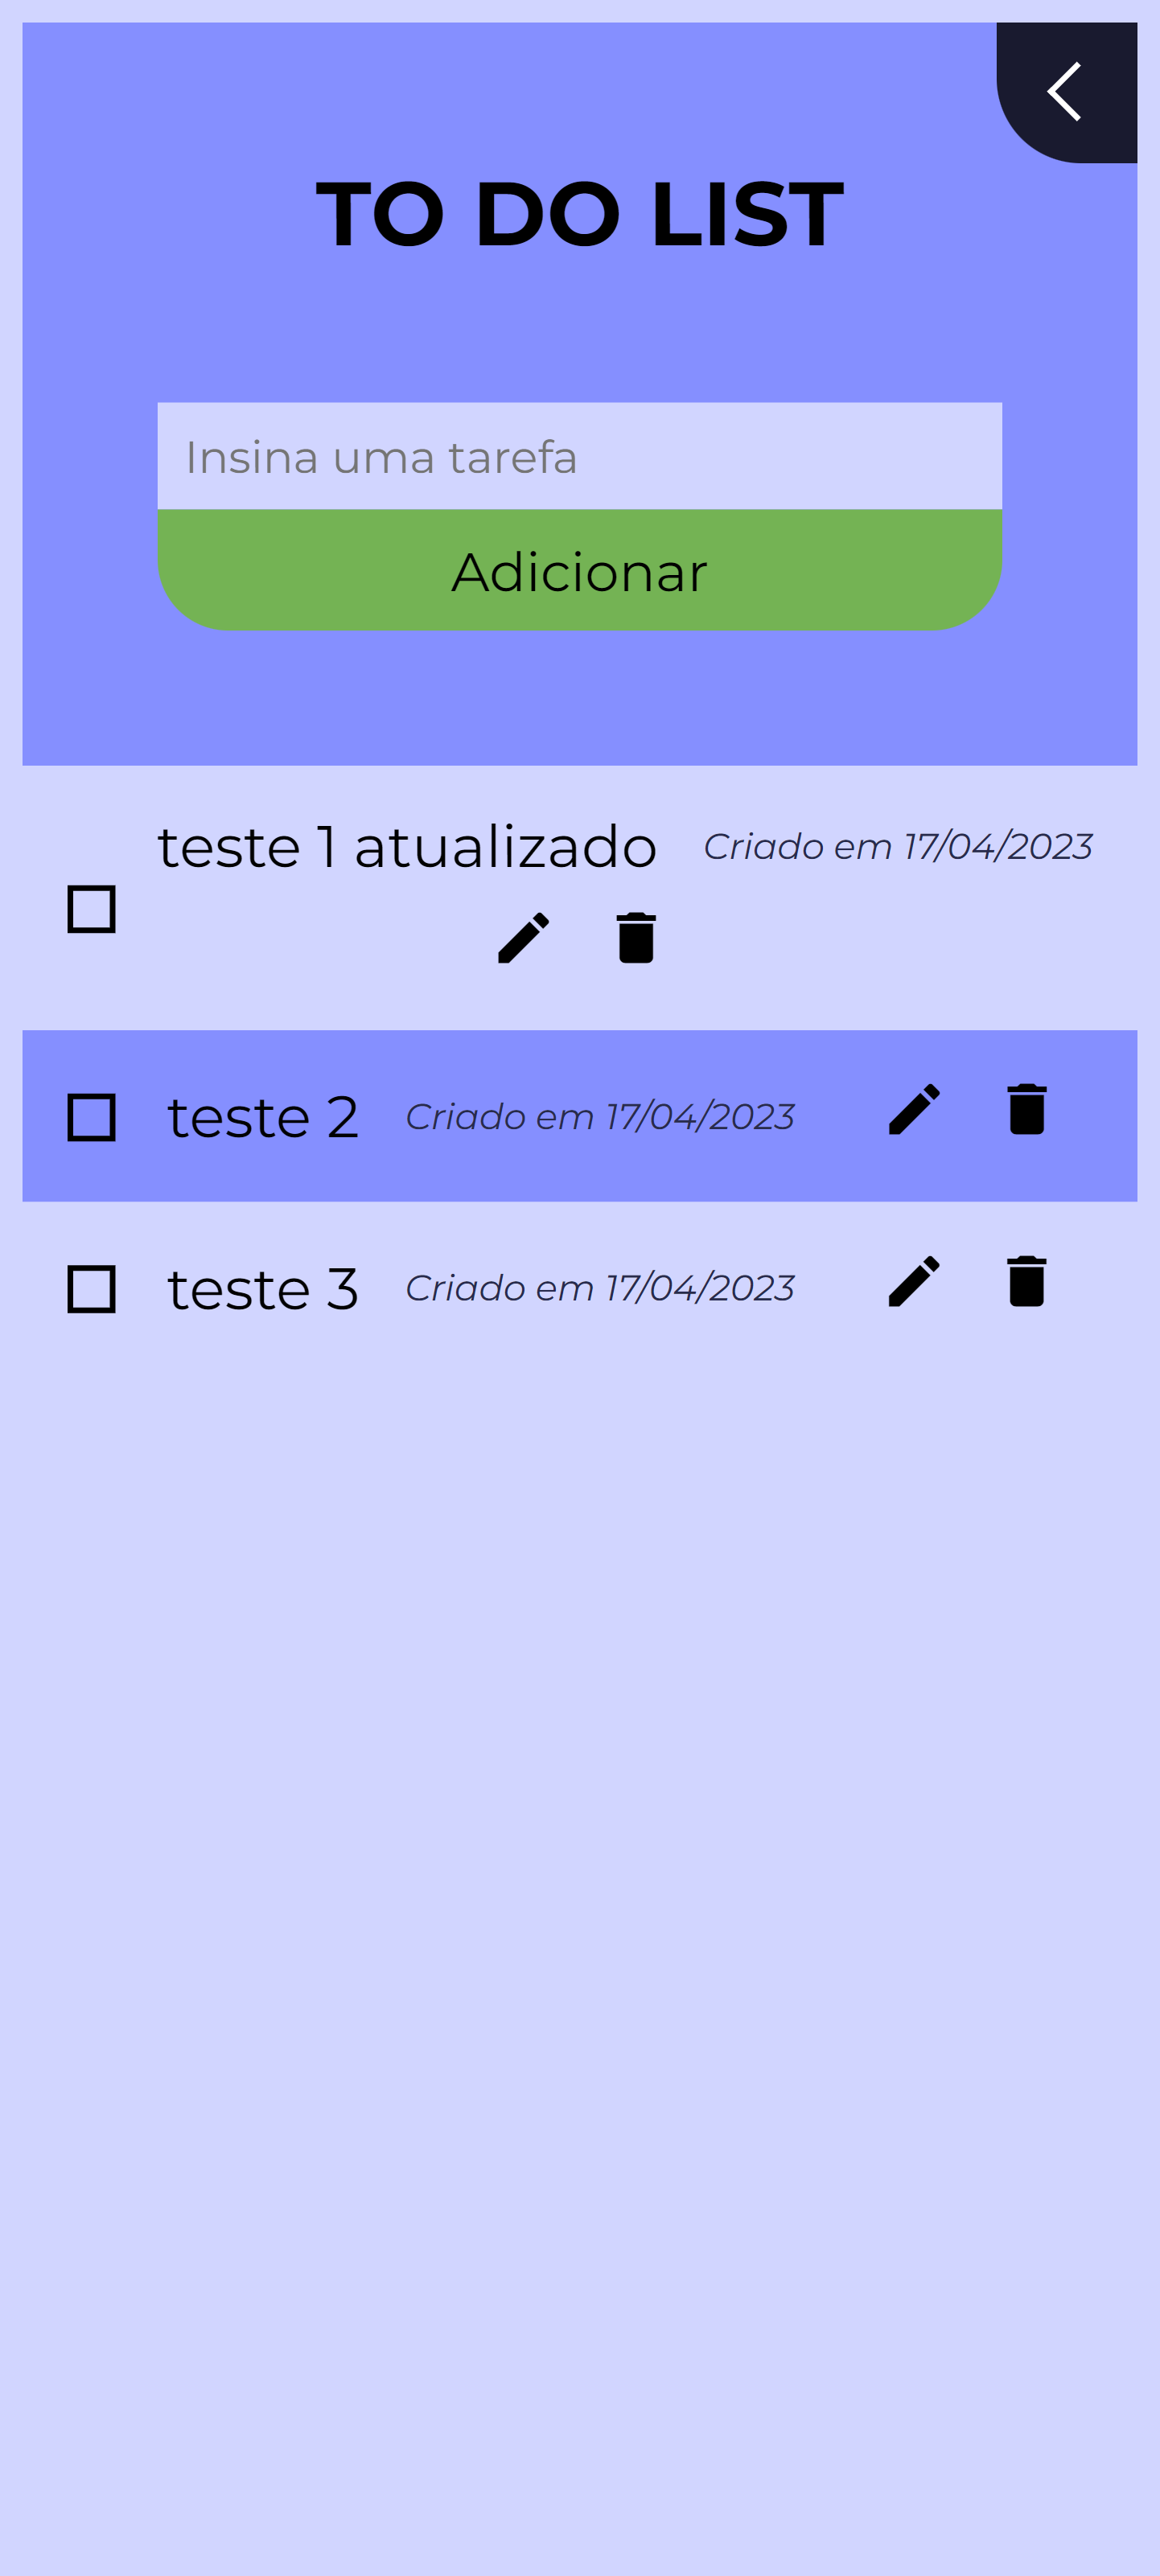 TO DO LIST
Insina uma tarefa
Adicionar
teste 1 atualizado Criado em 17/04/2023
teste 2 Criado em 17/04/2023
teste 3 Criado em 17/04/2023